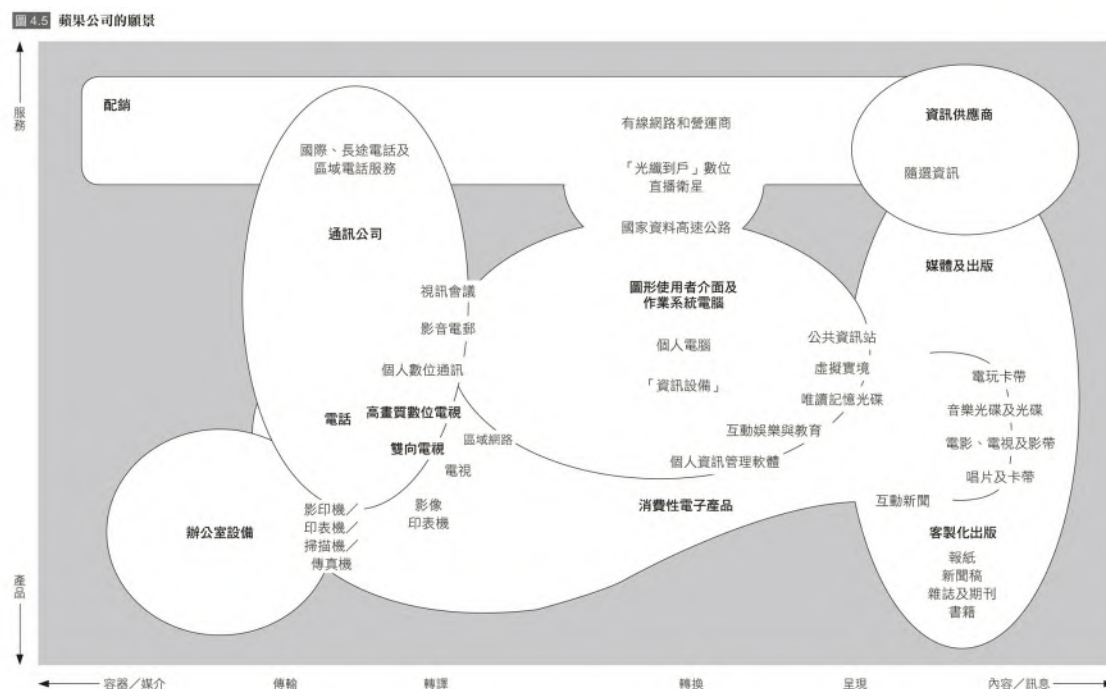 圖 4.5 蘋果公司的願景
服務
產品
配銷
國際、長途電話及
區域電話服務
通訊公司
有線網路和營運商
「光纖到戶」數位
直播衛星
國家資料高速公路
資訊供應商
隨選資訊
媒體及出版
視訊會議
影音電郵
個人數位通訊
電話
高畫質數位電視
雙向電視
區域網路
電視
影像
印表機
圖形使用者介面及
作業系統電腦
個人電腦
「資訊設備」
公共資訊站
虛擬實境
唯讀記憶光碟
互動娛樂與教育
個人資訊管理軟體
消費性電子產品
電玩卡帶
音樂光碟及光碟
電影、電視及影帶
唱片及卡帶
互動新聞
客製化出版
報紙
新聞稿
雜誌及期刊
書籍
辦公室設備
影印機／
印表機／
掃描機／
傳真機
容器／媒介
傳輸
轉譯
轉換
呈現
內容／訊息